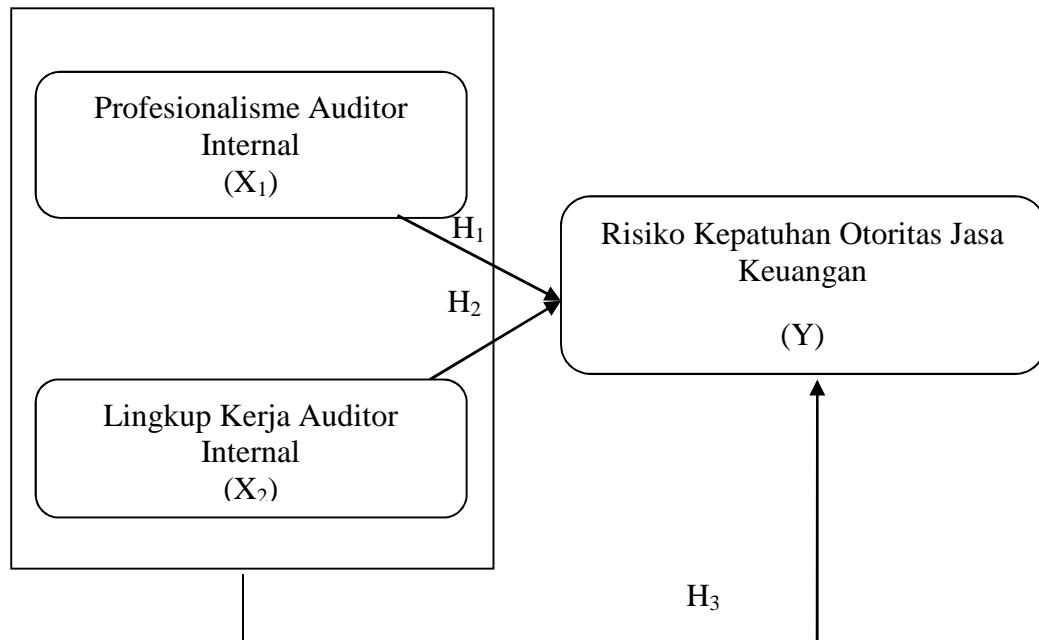 Profesionalisme Auditor
Internal
(X₁)
H₁
Risiko Kepatuhan Otoritas Jasa
Keuangan
(Y)
H₂
Lingkup Kerja Auditor
Internal
(X₂)
H₃